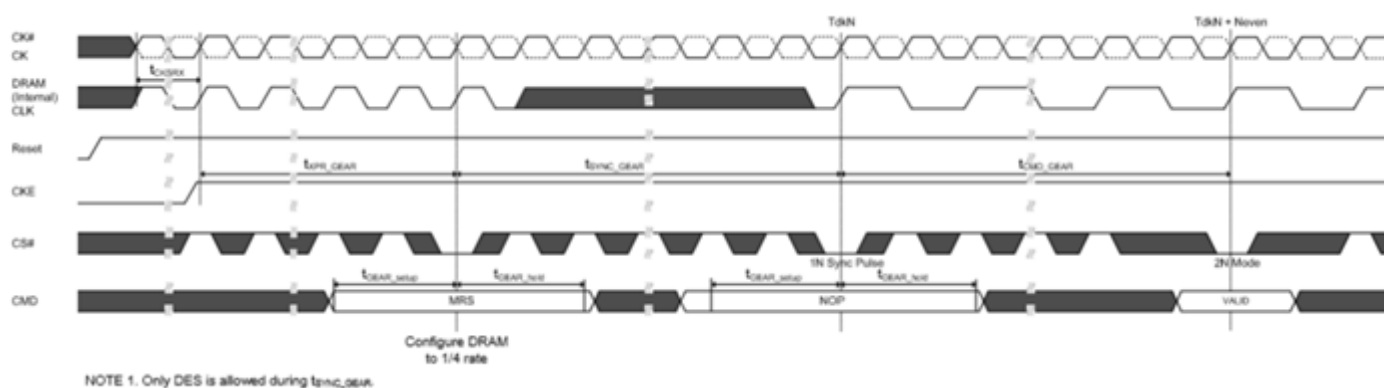 TdkN TdkN + Neven
CK#
CK
tCKSRX
DRAM
(Internal)
CLK
Reset
tXPR_GEAR tSYNC_GEAR tCMD_GEAR
CKE
CS#
1N Sync Pulse 2N Mode
tGEAR_setup tGEAR_hold tGEAR_setup tGEAR_hold
CMD MRS NOP VALID
Configure DRAM
to 1/4 rate
NOTE 1. Only DES is allowed during tSYNC_GEAR.